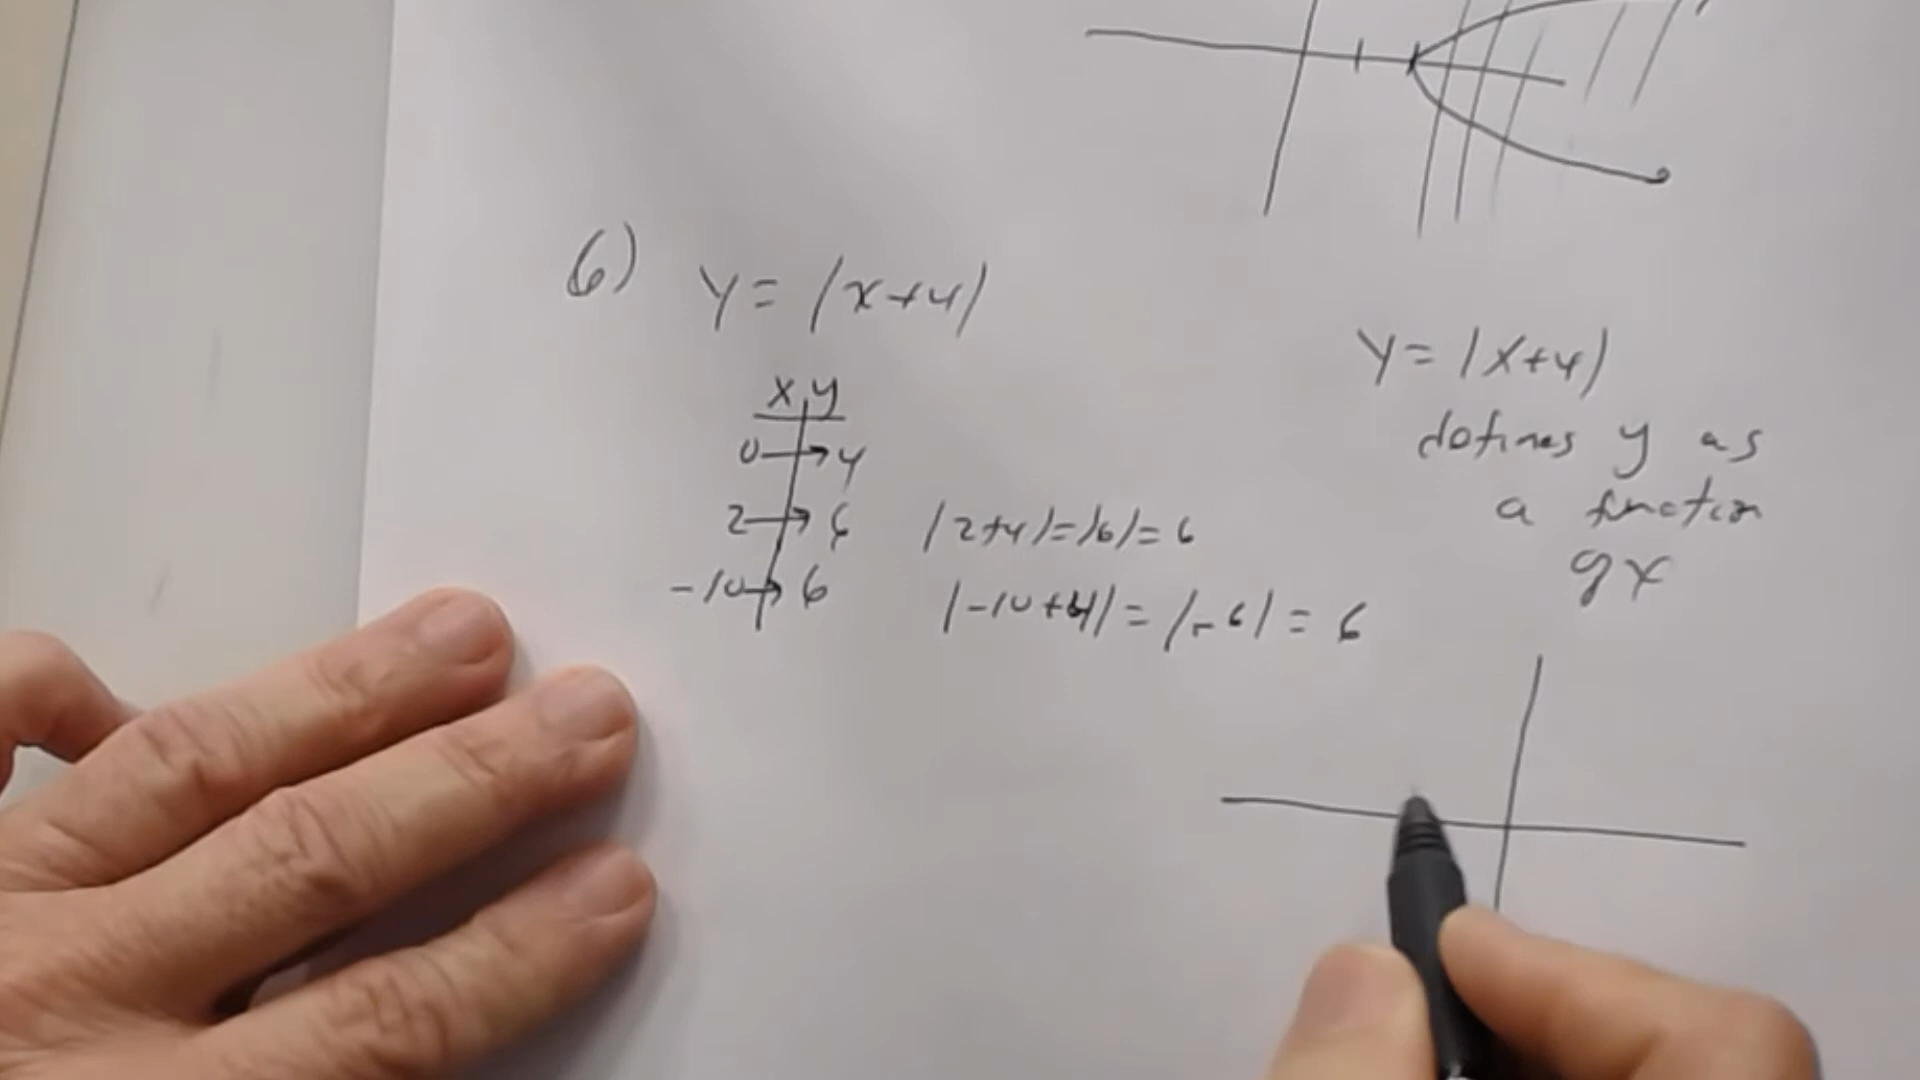 6) y = |x+4|
x y
0 → 4
2 → 6 |2+4|=|6|=6
-10 → 6 |-10+4| = |-6| = 6
y = |x+4|
defines y as
a function
of x